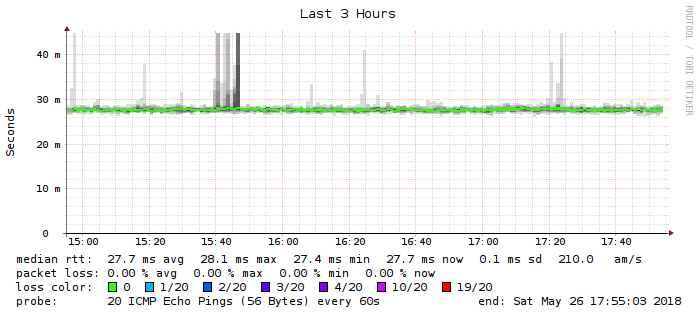 Last 3 Hours
RRDTOOL / TOBI OETIKER
Seconds
40 m
30 m
20 m
10 m
0
15:00 15:20 15:40 16:00 16:20 16:40 17:00 17:20 17:40
median rtt: 27.7 ms avg 28.1 ms max 27.4 ms min 27.7 ms now 0.1 ms sd 210.0 am/s
packet loss: 0.00 % avg 0.00 % max 0.00 % min 0.00 % now
loss color: 0 1/20 2/20 3/20 4/20 10/20 19/20
probe: 20 ICMP Echo Pings (56 Bytes) every 60s end: Sat May 26 17:55:03 2018